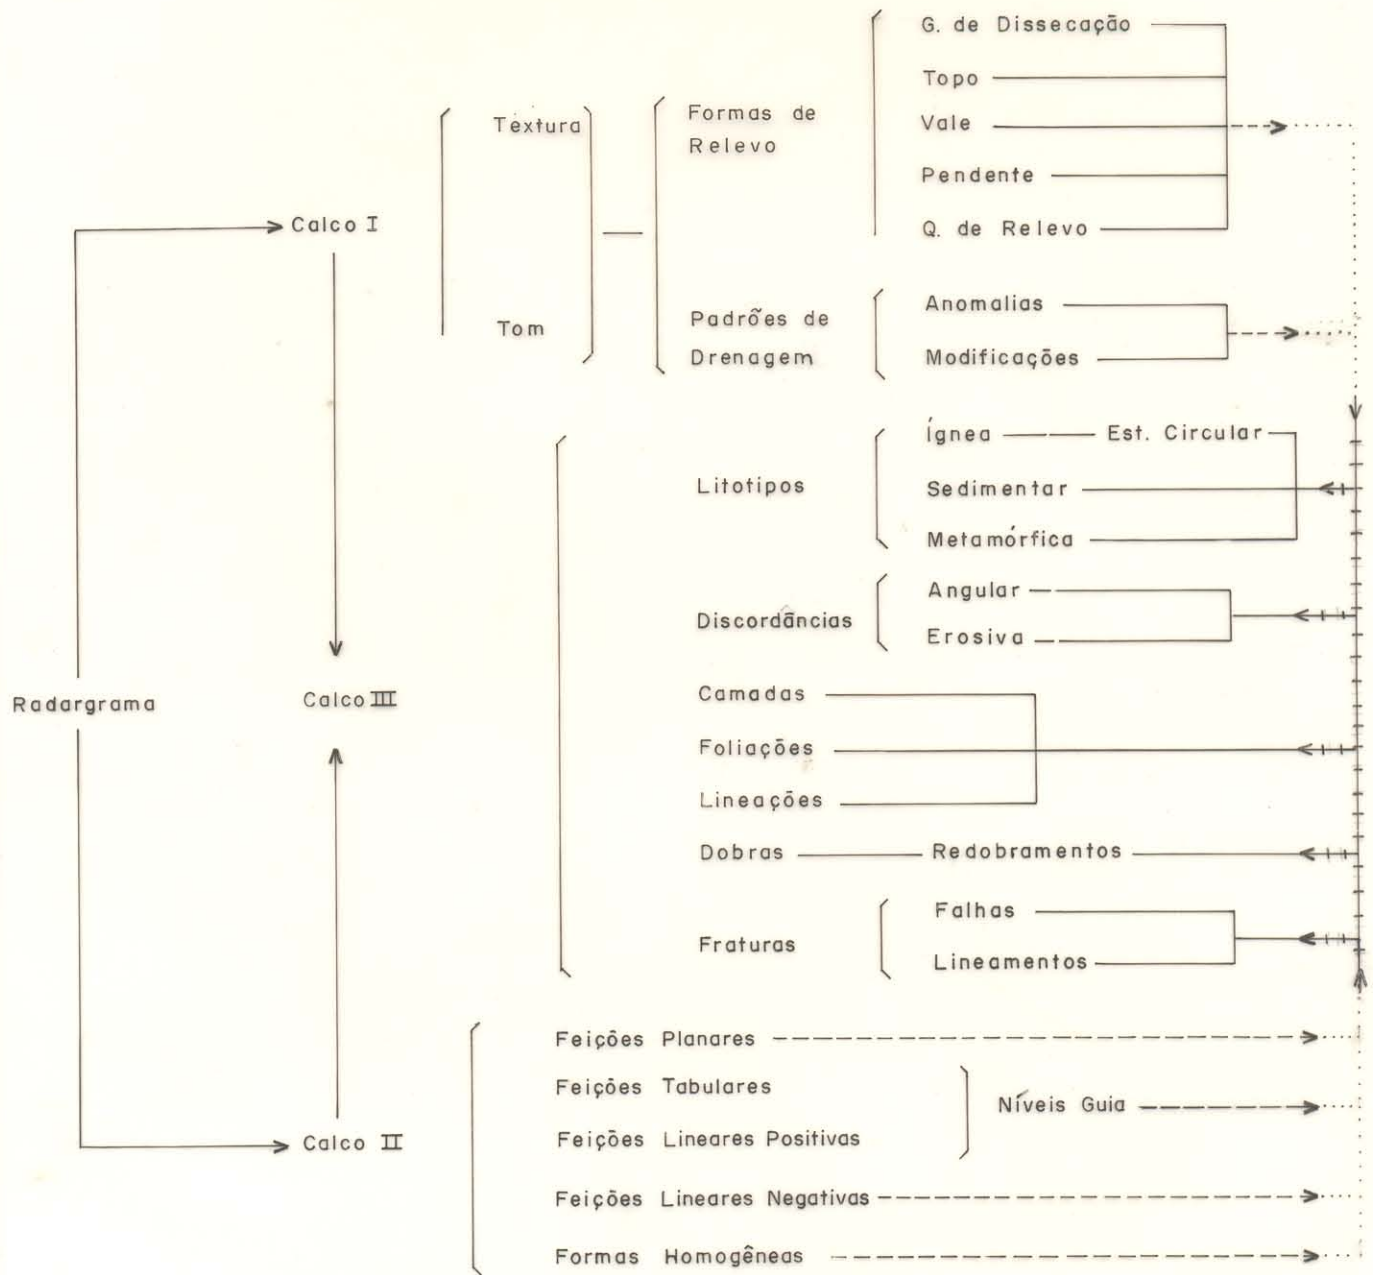 G. de Dissecação
Topo
Vale
Pendente
Q. de Relevo
Formas de
Relevo
Textura
Calco I
Tom
Padrões de
Drenagem
Anomalias
Modificações
Ígnea
Est. Circular
Litotipos
Sedimentar
Metamórfica
Angular
Discordâncias
Erosiva
Radargrama
Calco III
Camadas
Foliações
Lineações
Dobras
Redobramentos
Falhas
Fraturas
Lineamentos
Feições Planares
Feições Tabulares
Níveis Guia
Feições Lineares Positivas
Calco II
Feições Lineares Negativas
Formas Homogêneas